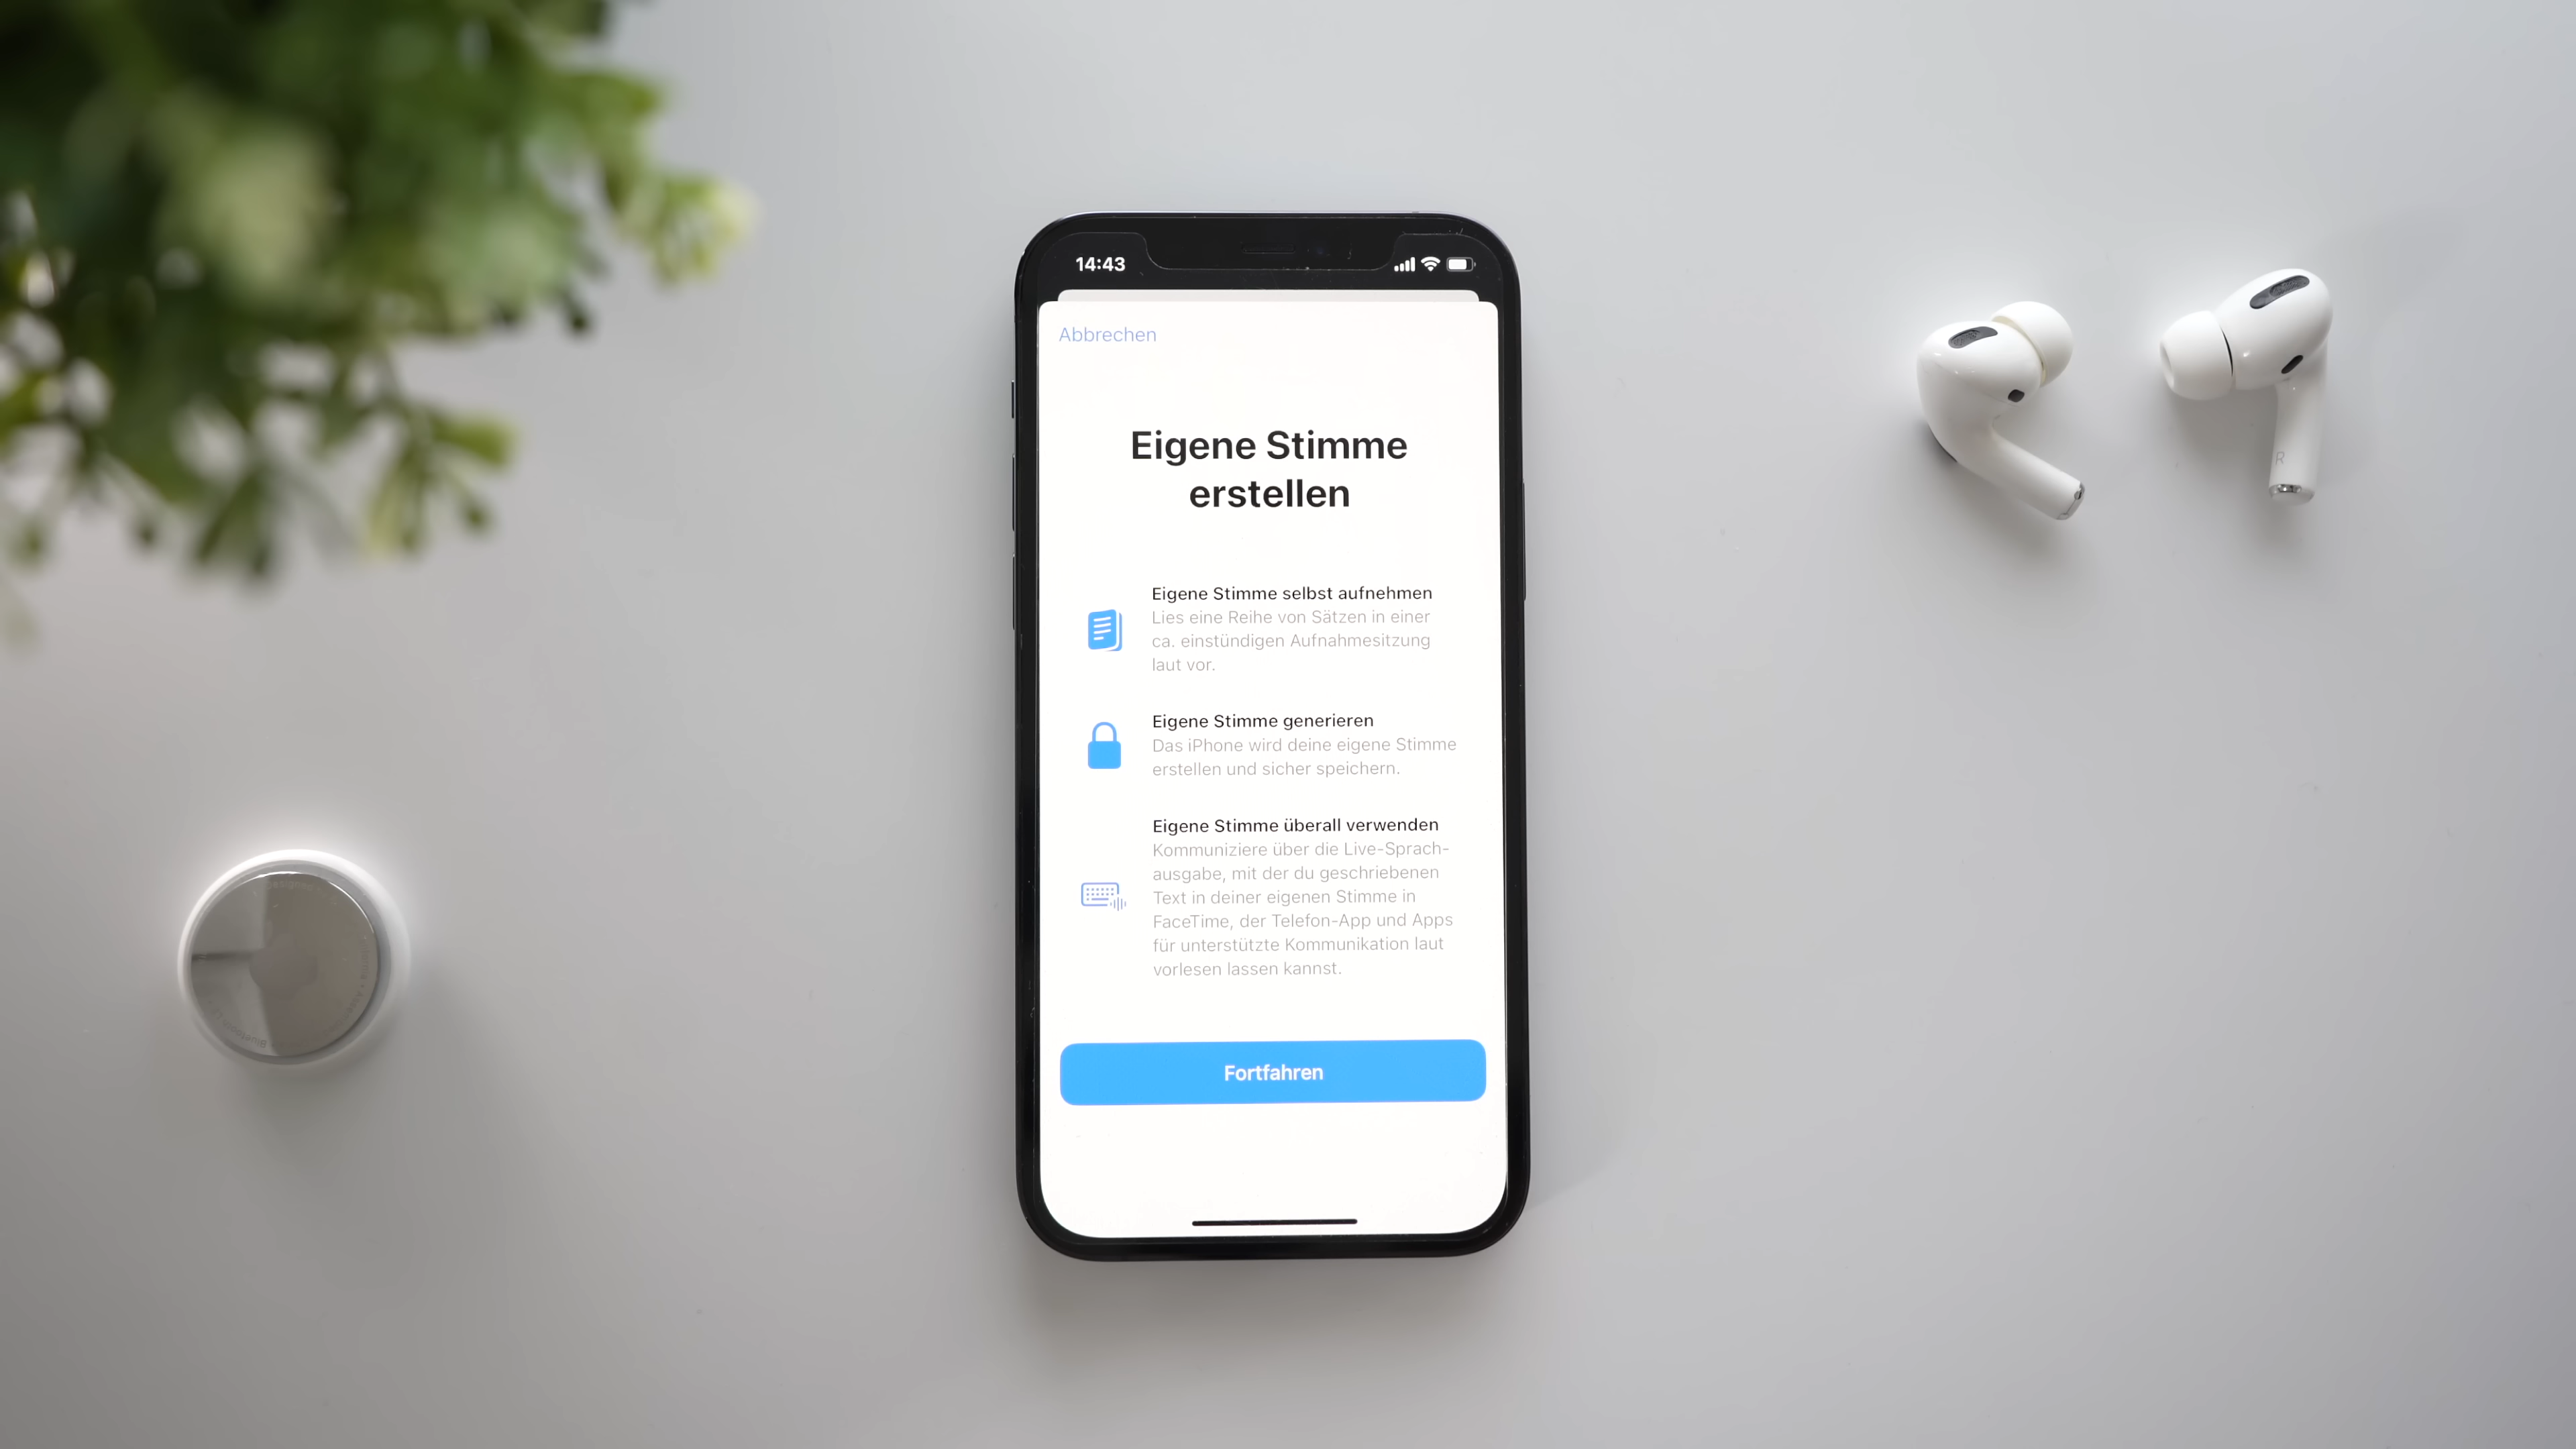 14:43
Abbrechen
Eigene Stimme
erstellen
Eigene Stimme selbst aufnehmen
Lies eine Reihe von Sätzen in einer
ca. einstündigen Aufnahmesitzung
laut vor.
Eigene Stimme generieren
Das iPhone wird deine eigene Stimme
erstellen und sicher speichern.
Eigene Stimme überall verwenden
Kommuniziere über die Live-Sprach-
ausgabe, mit der du geschriebenen
Text in deiner eigenen Stimme in
FaceTime, der Telefon-App und Apps
für unterstützte Kommunikation laut
vorlesen lassen kannst.
Fortfahren
R